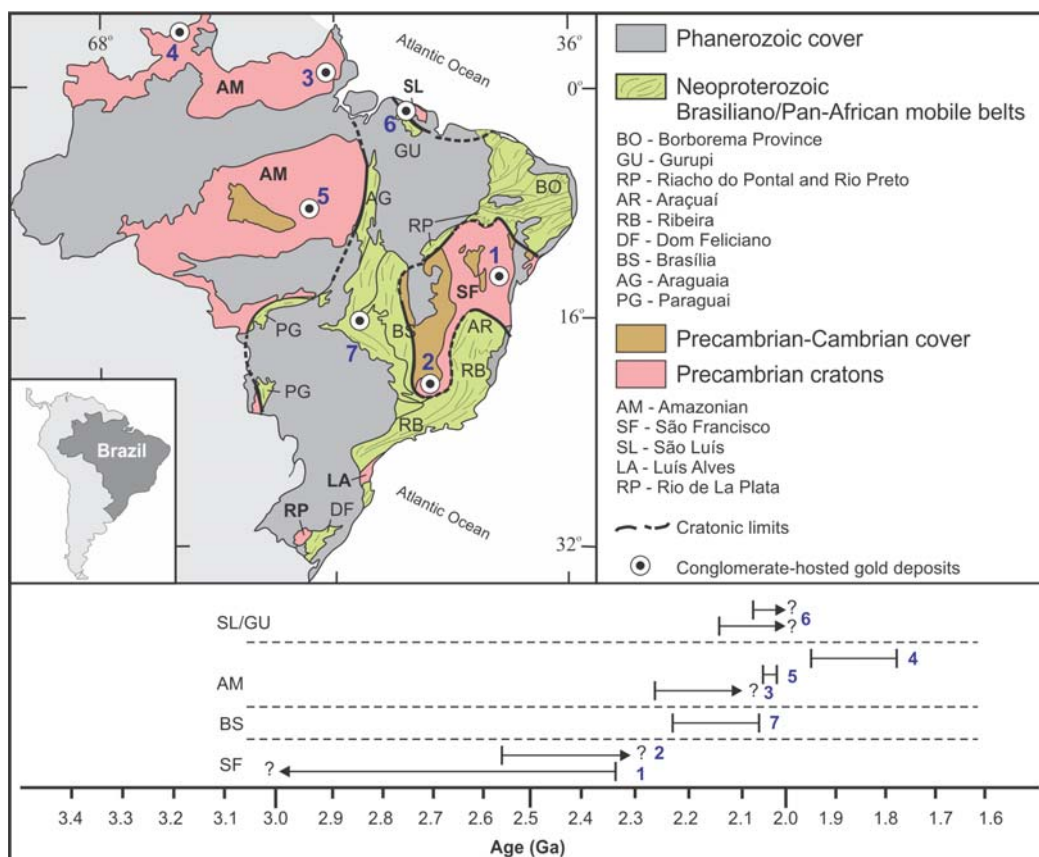 68°
36°
0°
16°
32°
Atlantic Ocean
4
AM
3
SL
6
GU
AM
5
AG
BO
RP
1
SF
PG
BS
AR
7
2
RB
PG
RB
LA
Atlantic Ocean
RP
DF
Brazil
Phanerozoic cover
Neoproterozoic
Brasiliano/Pan-African mobile belts
BO - Borborema Province
GU - Gurupi
RP - Riacho do Pontal and Rio Preto
AR - Araçuaí
RB - Ribeira
DF - Dom Feliciano
BS - Brasília
AG - Araguaia
PG - Paraguai
Precambrian-Cambrian cover
Precambrian cratons
AM - Amazonian
SF - São Francisco
SL - São Luís
LA - Luís Alves
RP - Rio de La Plata
Cratonic limits
Conglomerate-hosted gold deposits
SL/GU
?
?
6
4
AM
5
? 3
BS
7
SF
? 2
?
1
3.4 3.3 3.2 3.1 3.0 2.9 2.8 2.7 2.6 2.5 2.4 2.3 2.2 2.1 2.0 1.9 1.8 1.7 1.6
Age (Ga)